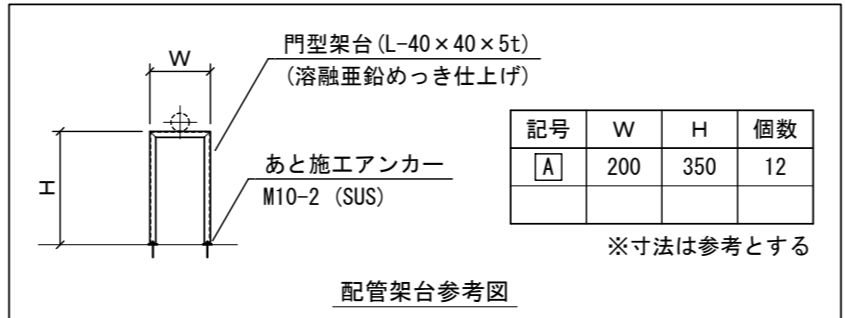 門型架台(L-40×40×5t)
(溶融亜鉛めっき仕上げ)
W
H
あと施工アンカー
M10-2 (SUS)
記号 W H 個数
A 200 350 12
※寸法は参考とする
配管架台参考図